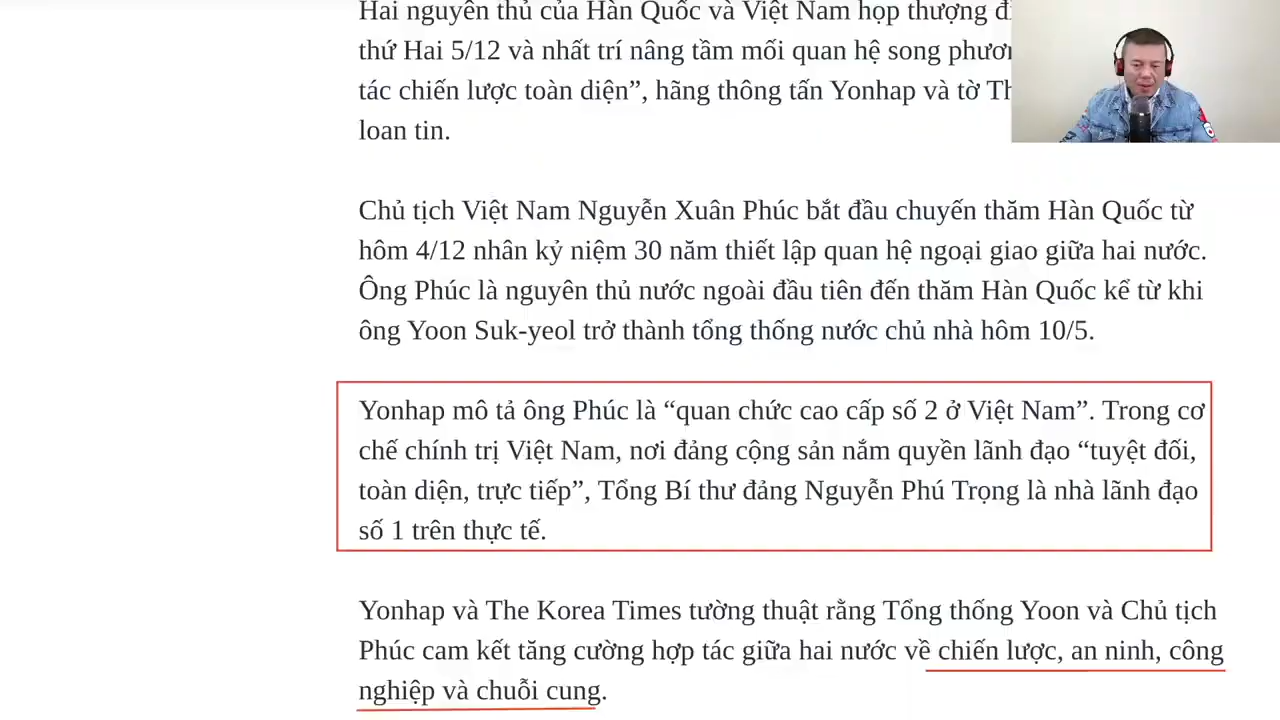 Hai nguyên thủ của Hàn Quốc và Việt Nam họp thượng
thứ Hai 5/12 và nhất trí nâng tầm mối quan hệ song
tác chiến lược toàn diện”, hãng thông tấn Yonhap và tờ
loan tin.
Chủ tịch Việt Nam Nguyễn Xuân Phúc bắt đầu chuyến thăm Hàn Quốc từ
hôm 4/12 nhân kỷ niệm 30 năm thiết lập quan hệ ngoại giao giữa hai nước.
Ông Phúc là nguyên thủ nước ngoài đầu tiên đến thăm Hàn Quốc kể từ khi
ông Yoon Suk-yeol trở thành tổng thống nước chủ nhà hôm 10/5.
Yonhap mô tả ông Phúc là “quan chức cao cấp số 2 ở Việt Nam”. Trong cơ
chế chính trị Việt Nam, nơi đảng cộng sản nắm quyền lãnh đạo “tuyệt đối,
toàn diện, trực tiếp”, Tổng Bí thư đảng Nguyễn Phú Trọng là nhà lãnh đạo
số 1 trên thực tế.
Yonhap và The Korea Times tường thuật rằng Tổng thống Yoon và Chủ tịch
Phúc cam kết tăng cường hợp tác giữa hai nước về chiến lược, an ninh, công
nghiệp và chuỗi cung.